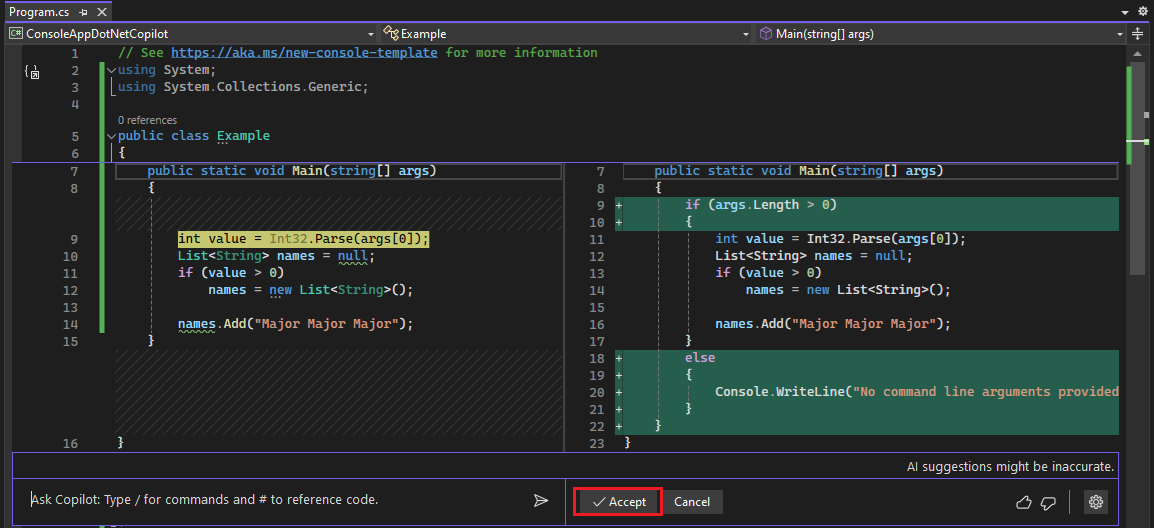 Program.cs
C# ConsoleAppDotNetCopilot Example Main(string[] args)
1 // See https://aka.ms/new-console-template for more information
2 using System;
3 using System.Collections.Generic;
4
0 references
5 public class Example
6 {
7 public static void Main(string[] args)
8 {
9 int value = Int32.Parse(args[0]);
10 List<String> names = null;
11 if (value > 0)
12 names = new List<String>();
13
14 names.Add("Major Major Major");
15 }
16 }
7 public static void Main(string[] args)
8 {
9 + if (args.Length > 0)
10 + {
11 int value = Int32.Parse(args[0]);
12 List<String> names = null;
13 if (value > 0)
14 names = new List<String>();
15
16 names.Add("Major Major Major");
17 }
18 + else
19 + {
20 + Console.WriteLine("No command line arguments provided
21 + }
22 + }
23 }
AI suggestions might be inaccurate.
Ask Copilot: Type / for commands and # to reference code.
Accept Cancel